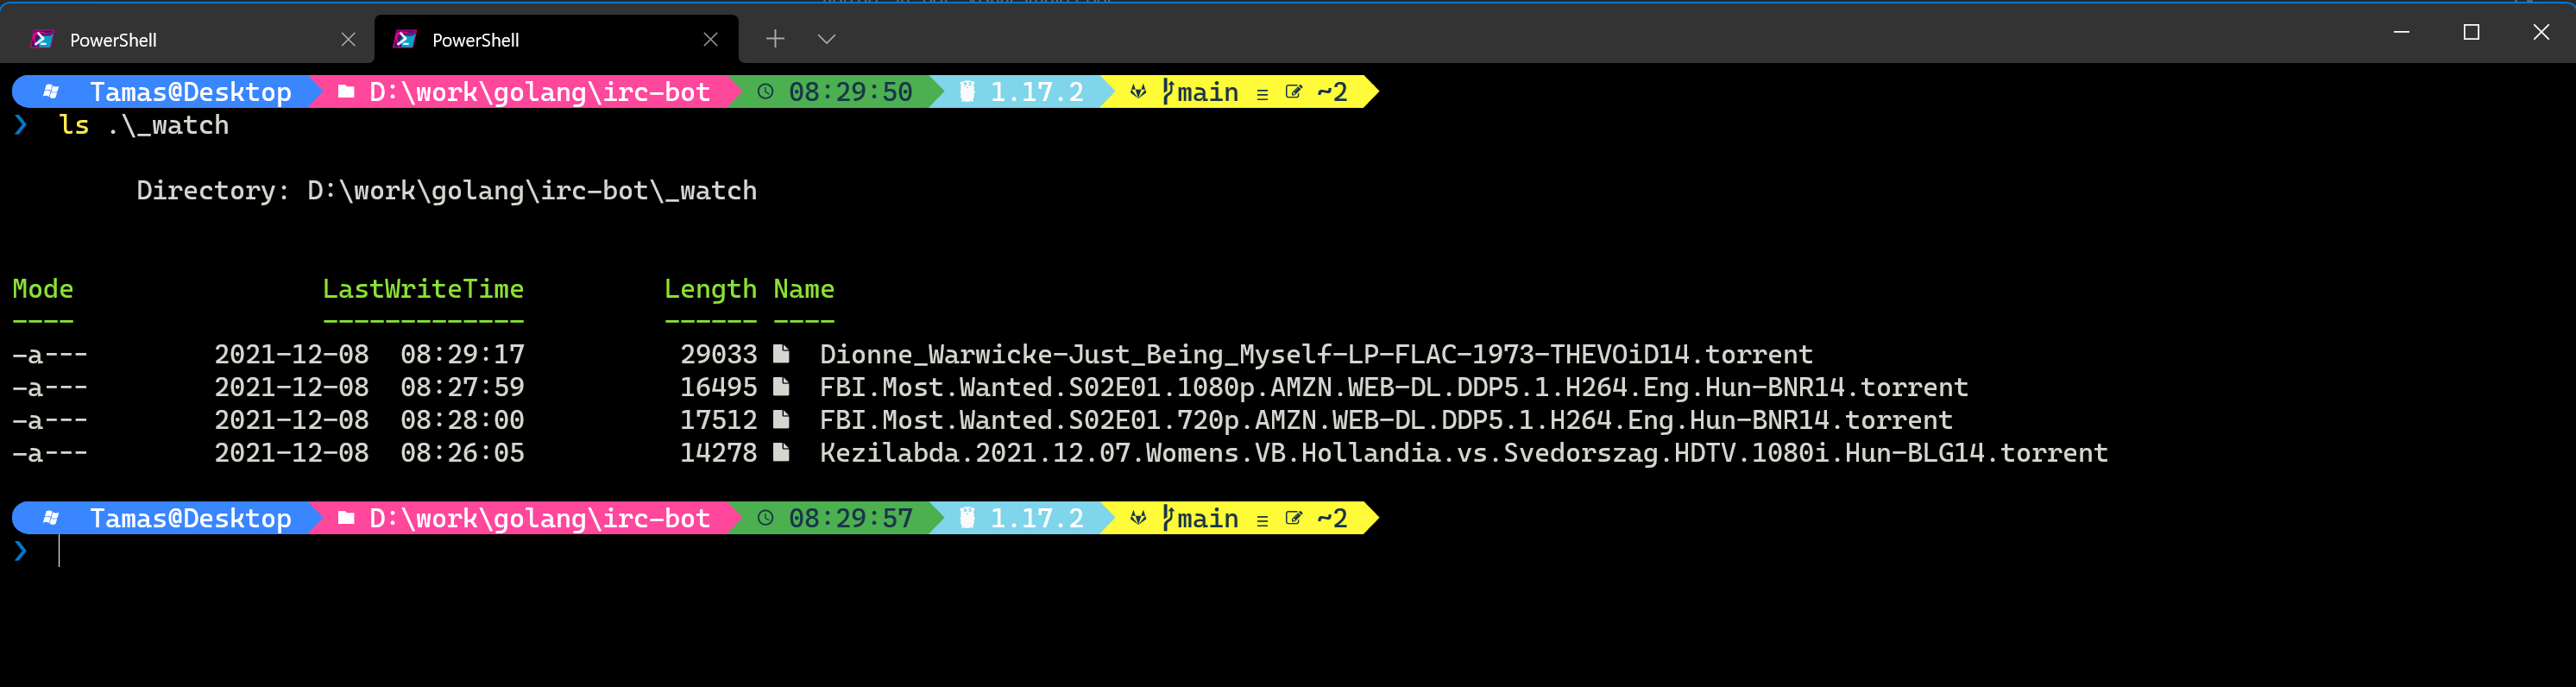 PowerShell PowerShell
Tamas@Desktop D:\work\golang\irc-bot 08:29:50 1.17.2 main ≡ ~2
❯ ls .\_watch
Directory: D:\work\golang\irc-bot\_watch
Mode LastWriteTime Length Name
---- ------------- ------ ----
-a--- 2021-12-08 08:29:17 29033 Dionne_Warwicke-Just_Being_Myself-LP-FLAC-1973-THEVOiD14.torrent
-a--- 2021-12-08 08:27:59 16495 FBI.Most.Wanted.S02E01.1080p.AMZN.WEB-DL.DDP5.1.H264.Eng.Hun-BNR14.torrent
-a--- 2021-12-08 08:28:00 17512 FBI.Most.Wanted.S02E01.720p.AMZN.WEB-DL.DDP5.1.H264.Eng.Hun-BNR14.torrent
-a--- 2021-12-08 08:26:05 14278 Kezilabda.2021.12.07.Womens.VB.Hollandia.vs.Svedorszag.HDTV.1080i.Hun-BLG14.torrent
Tamas@Desktop D:\work\golang\irc-bot 08:29:57 1.17.2 main ≡ ~2
❯